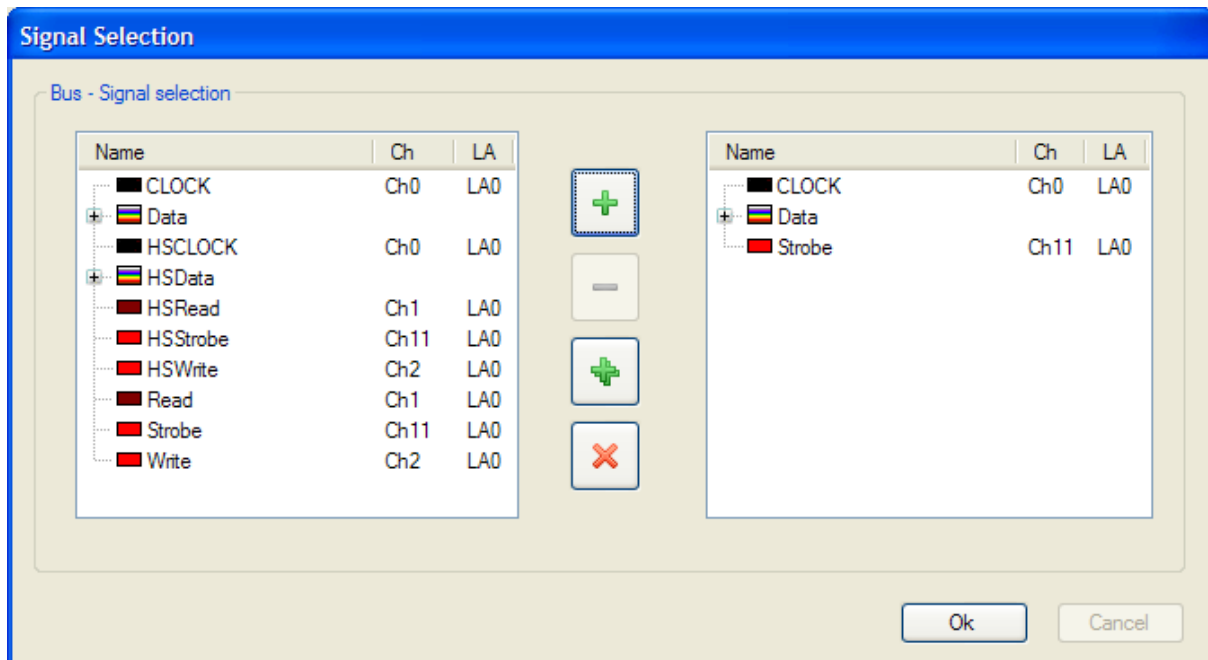 Signal Selection
Bus - Signal selection
Name Ch LA
CLOCK Ch0 LA0
Data
HSCLOCK Ch0 LA0
HSData
HSRead Ch1 LA0
HSStrobe Ch11 LA0
HSWrite Ch2 LA0
Read Ch1 LA0
Strobe Ch11 LA0
Write Ch2 LA0
Name Ch LA
CLOCK Ch0 LA0
Data
Strobe Ch11 LA0
Ok Cancel